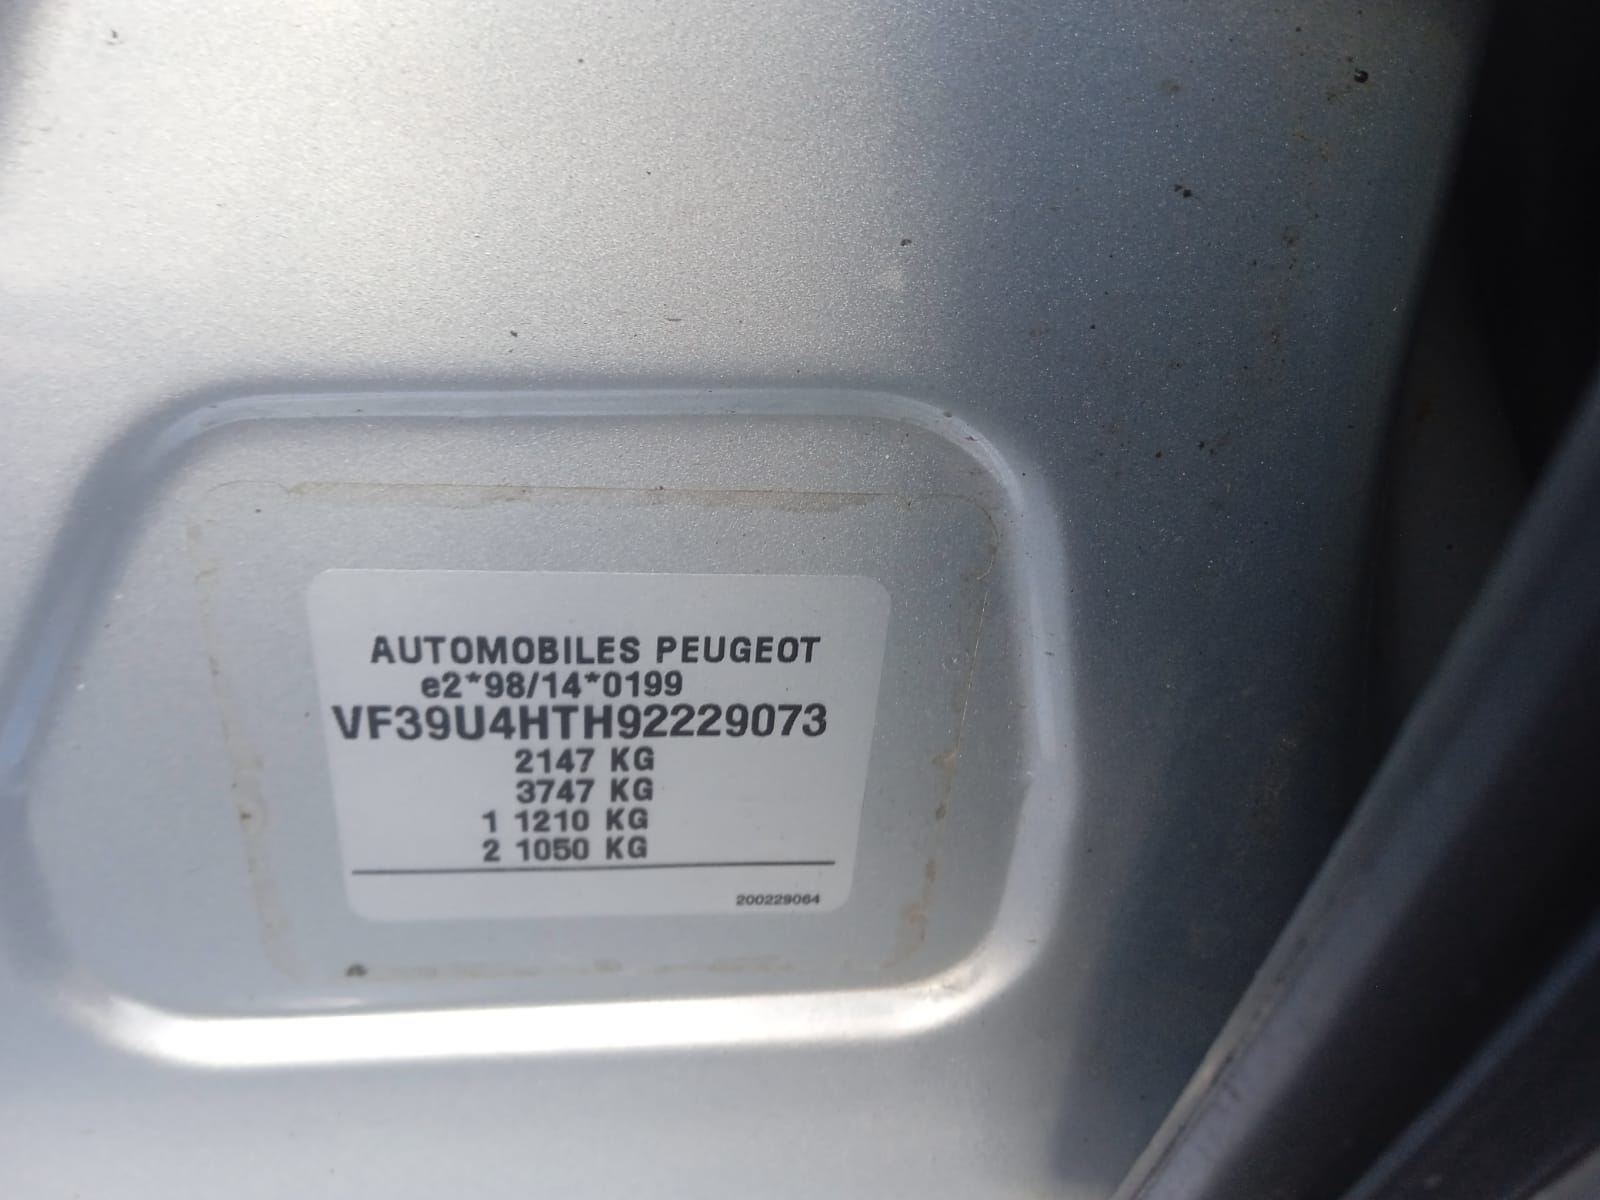 AUTOMOBILES PEUGEOT
e2*98/14*0199
VF39U4HTH92229073
2147 KG
3747 KG
1 1210 KG
2 1050 KG
200229064